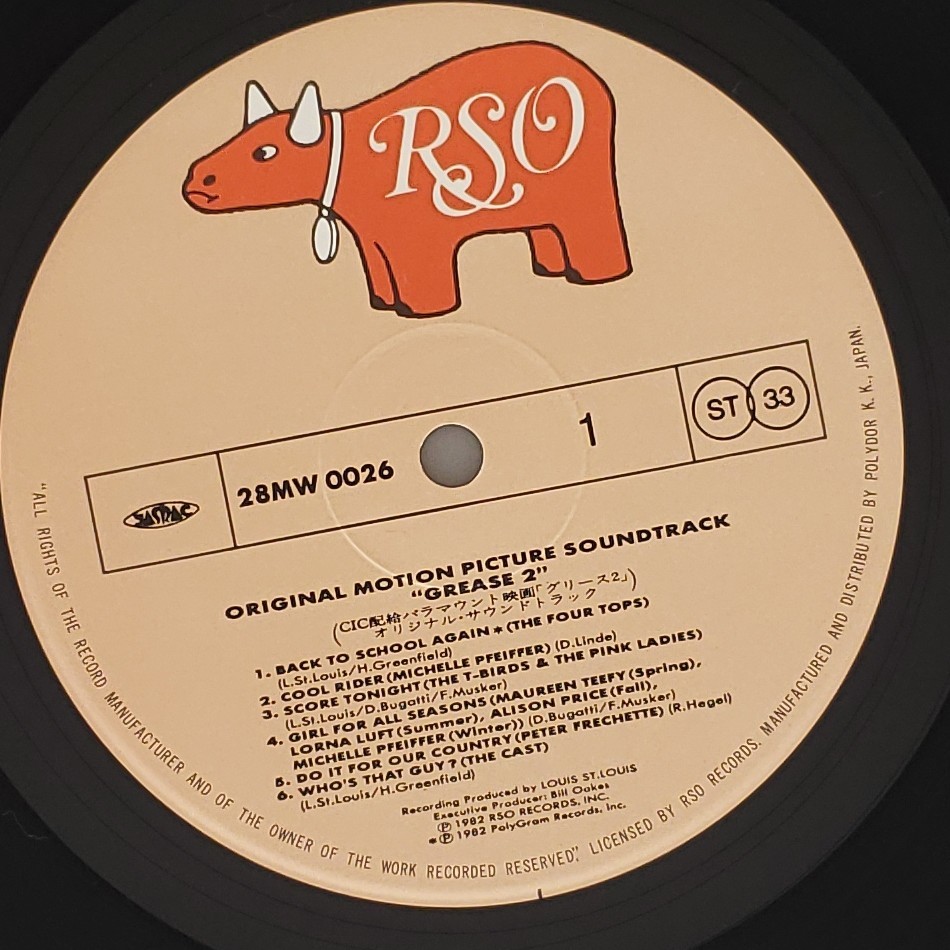 RSO
JASRAC
28MW 0026
1
ST 33
ORIGINAL MOTION PICTURE SOUNDTRACK
“GREASE 2”
(CIC配給パラマウント映画「グリース2」
オリジナル・サウンドトラック)
1. BACK TO SCHOOL AGAIN * (THE FOUR TOPS)
(L.St.Louis/H.Greenfield)
2. COOL RIDER (MICHELLE PFEIFFER) (D.Linde)
3. SCORE TONIGHT (THE T-BIRDS & THE PINK LADIES)
(L.St.Louis/D.Bugatti/F.Musker)
4. GIRL FOR ALL SEASONS (MAUREEN TEEFY (Spring),
LORNA LUFT (Summer), ALISON PRICE (Fall),
MICHELLE PFEIFFER (Winter)) (D.Bugatti/F.Musker)
5. DO IT FOR OUR COUNTRY (PETER FRECHETTE) (R.Hegel)
6. WHO'S THAT GUY? (THE CAST)
(L.St.Louis/H.Greenfield)
Recording Produced by LOUIS ST.LOUIS
Executive Producer: Bill Oakes
Ⓟ 1982 RSO RECORDS, INC.
* Ⓟ 1982 PolyGram Records, Inc.
“ALL RIGHTS OF THE RECORD MANUFACTURER AND OF THE OWNER OF THE WORK RECORDED RESERVED”. LICENSED BY RSO RECORDS. MANUFACTURED AND DISTRIBUTED BY POLYDOR K. K., JAPAN.